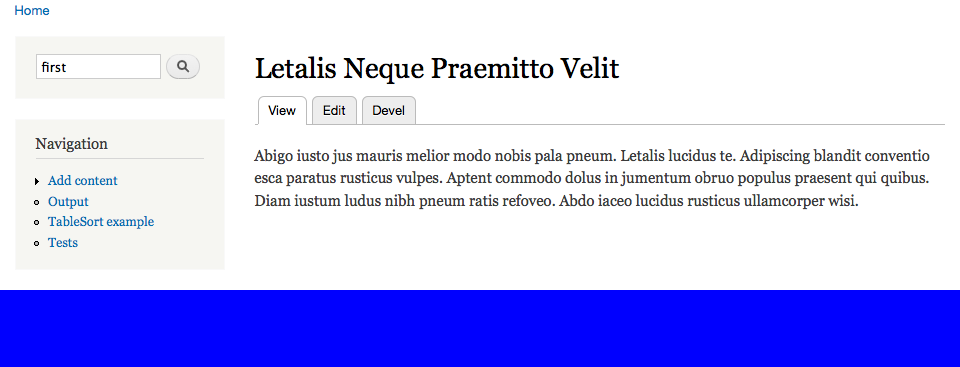 Home
first
Navigation
Add content
Output
TableSort example
Tests
Letalis Neque Praemitto Velit
View Edit Devel
Abigo iusto jus mauris melior modo nobis pala pneum. Letalis lucidus te. Adipiscing blandit conventio
esca paratus rusticus vulpes. Aptent commodo dolus in jumentum obruo populus praesent qui quibus.
Diam iustum ludus nibh pneum ratis refoveo. Abdo iaceo lucidus rusticus ullamcorper wisi.